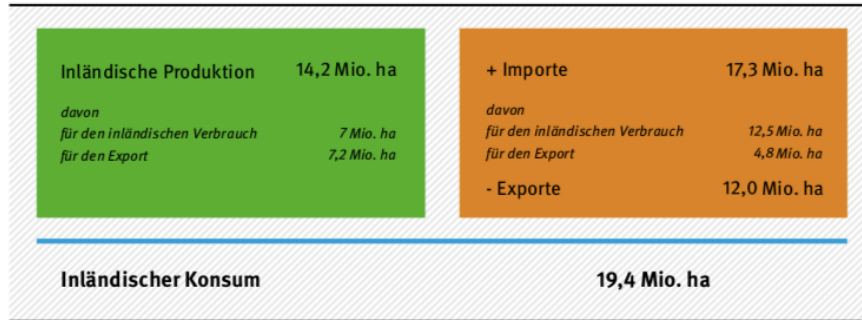 Inländische Produktion 14,2 Mio. ha
davon
für den inländischen Verbrauch 7 Mio. ha
für den Export 7,2 Mio. ha
+ Importe 17,3 Mio. ha
davon
für den inländischen Verbrauch 12,5 Mio. ha
für den Export 4,8 Mio. ha
- Exporte 12,0 Mio. ha
Inländischer Konsum 19,4 Mio. ha